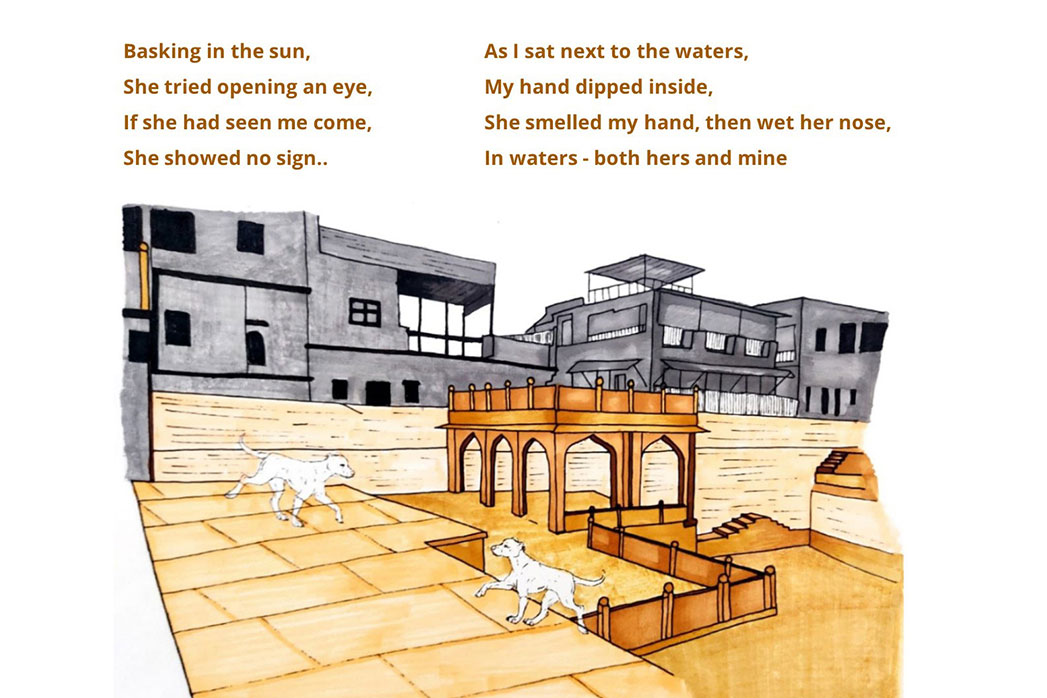 Basking in the sun,
She tried opening an eye,
If she had seen me come,
She showed no sign..
As I sat next to the waters,
My hand dipped inside,
She smelled my hand, then wet her nose,
In waters - both hers and mine